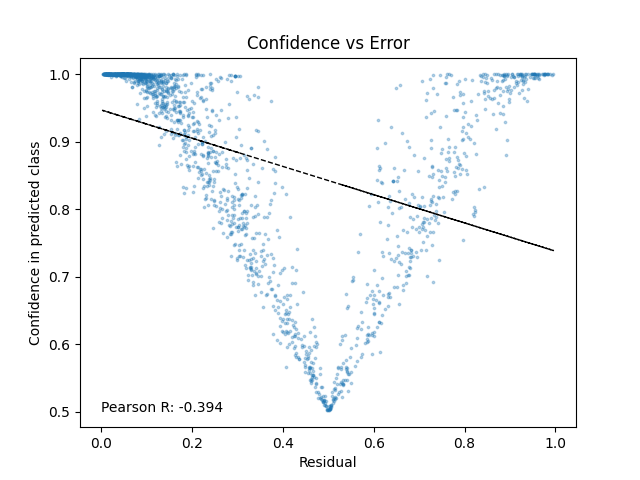 Confidence vs Error
Confidence in predicted class
1.0
0.9
0.8
0.7
0.6
0.5
Pearson R: -0.394
0.0 0.2 0.4 0.6 0.8 1.0
Residual